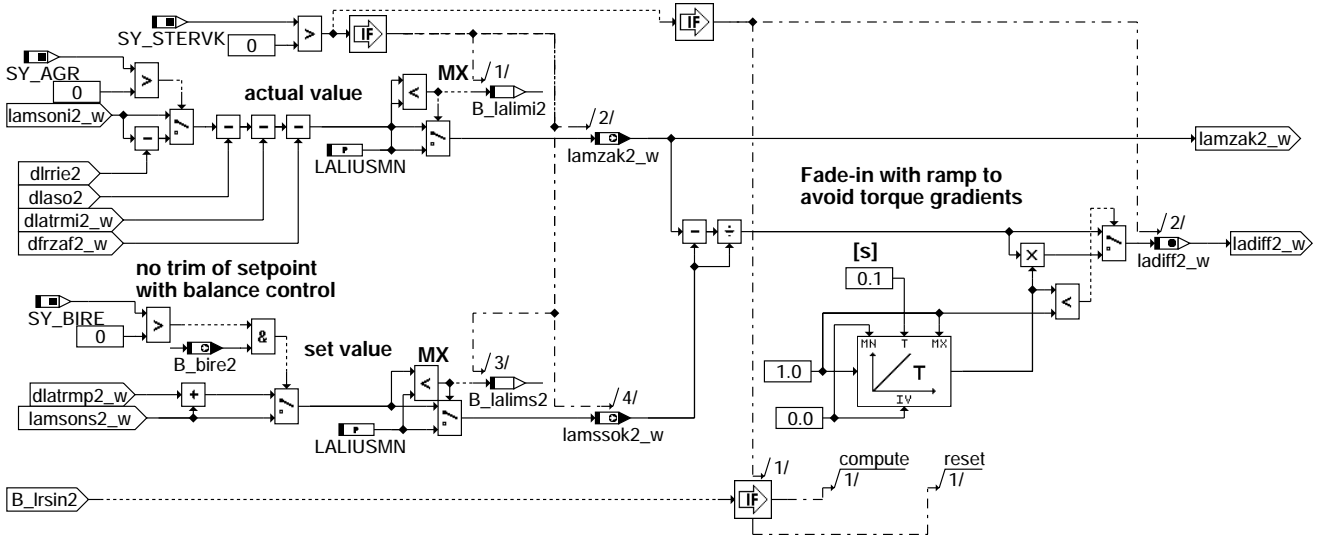 SY_STERVK
0
>
IF
IF
SY_AGR
0
>
lamsoni2_w
actual value
MX
<
1/
B_lalimi2
2/
lamzak2_w
lamzak2_w
LALIUSMN
P
dlrrie2
dlaso2
dlatrmi2_w
dfrzaf2_w
Fade-in with ramp to
avoid torque gradients
÷
×
<
2/
ladiff2_w
ladiff2_w
[s]
0.1
no trim of setpoint
with balance control
SY_BIRE
0
>
&
B_bire2
set value
MX
<
3/
B_lalims2
4/
lamssok2_w
MN
T
MX
T
IV
1.0
0.0
dlatrmp2_w
+
lamsons2_w
P
LALIUSMN
B_lrsin2
1/
IF
compute
1/
reset
1/